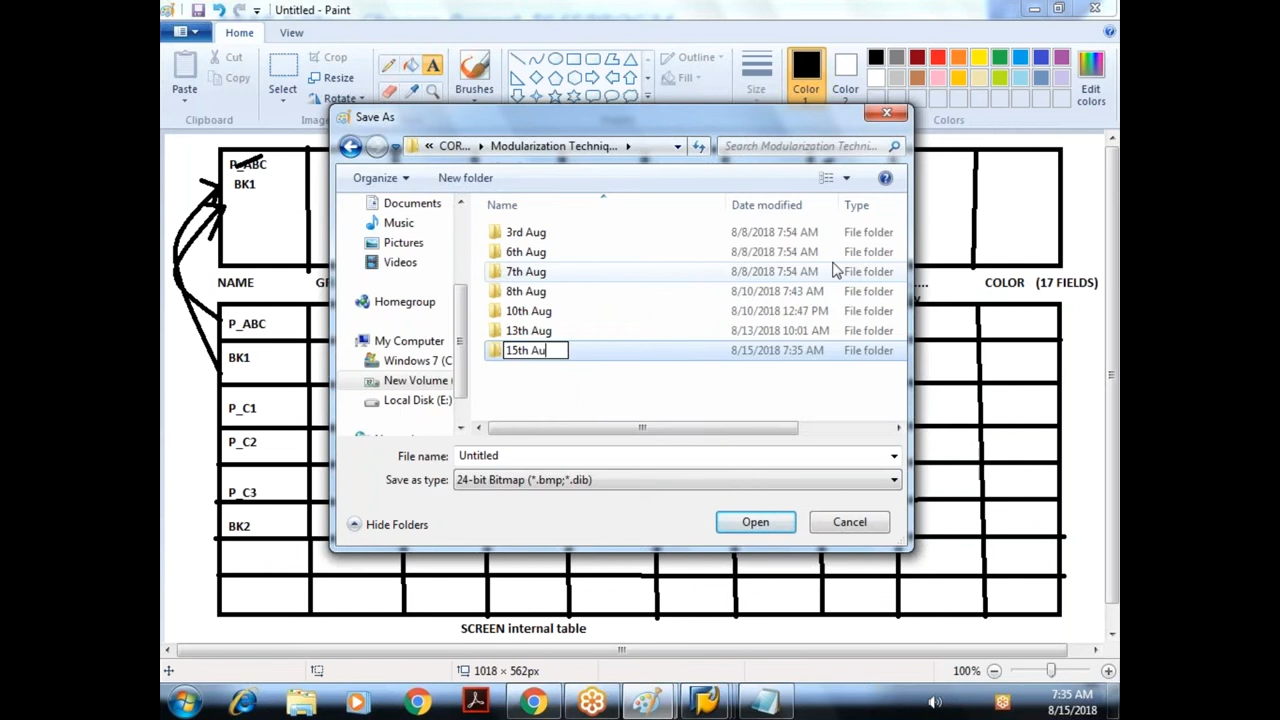 Untitled - Paint
Home View
Paste
Cut
Copy
Clipboard
Select
Crop
Resize
Rotate
A
Brushes
Outline
Fill
Size
Color 1
Color
Edit colors
Colors
Save As
« COR... Modularization Techniq...
Search Modularization Techni...
Organize New folder
Documents
Music
Pictures
Videos
Homegroup
My Computer
Windows 7 (C
New Volume
Local Disk (E:)
Name Date modified Type
3rd Aug 8/8/2018 7:54 AM File folder
6th Aug 8/8/2018 7:54 AM File folder
7th Aug 8/8/2018 7:54 AM File folder
8th Aug 8/10/2018 7:43 AM File folder
10th Aug 8/10/2018 12:47 PM File folder
13th Aug 8/13/2018 10:01 AM File folder
15th Au 8/15/2018 7:35 AM File folder
File name: Untitled
Save as type: 24-bit Bitmap (*.bmp;*.dib)
Hide Folders
Open Cancel
P_ABC
BK1
NAME COLOR (17 FIELDS)
P_ABC
BK1
P_C1
P_C2
P_C3
BK2
SCREEN internal table
1018 × 562px
100%
7:35 AM
8/15/2018